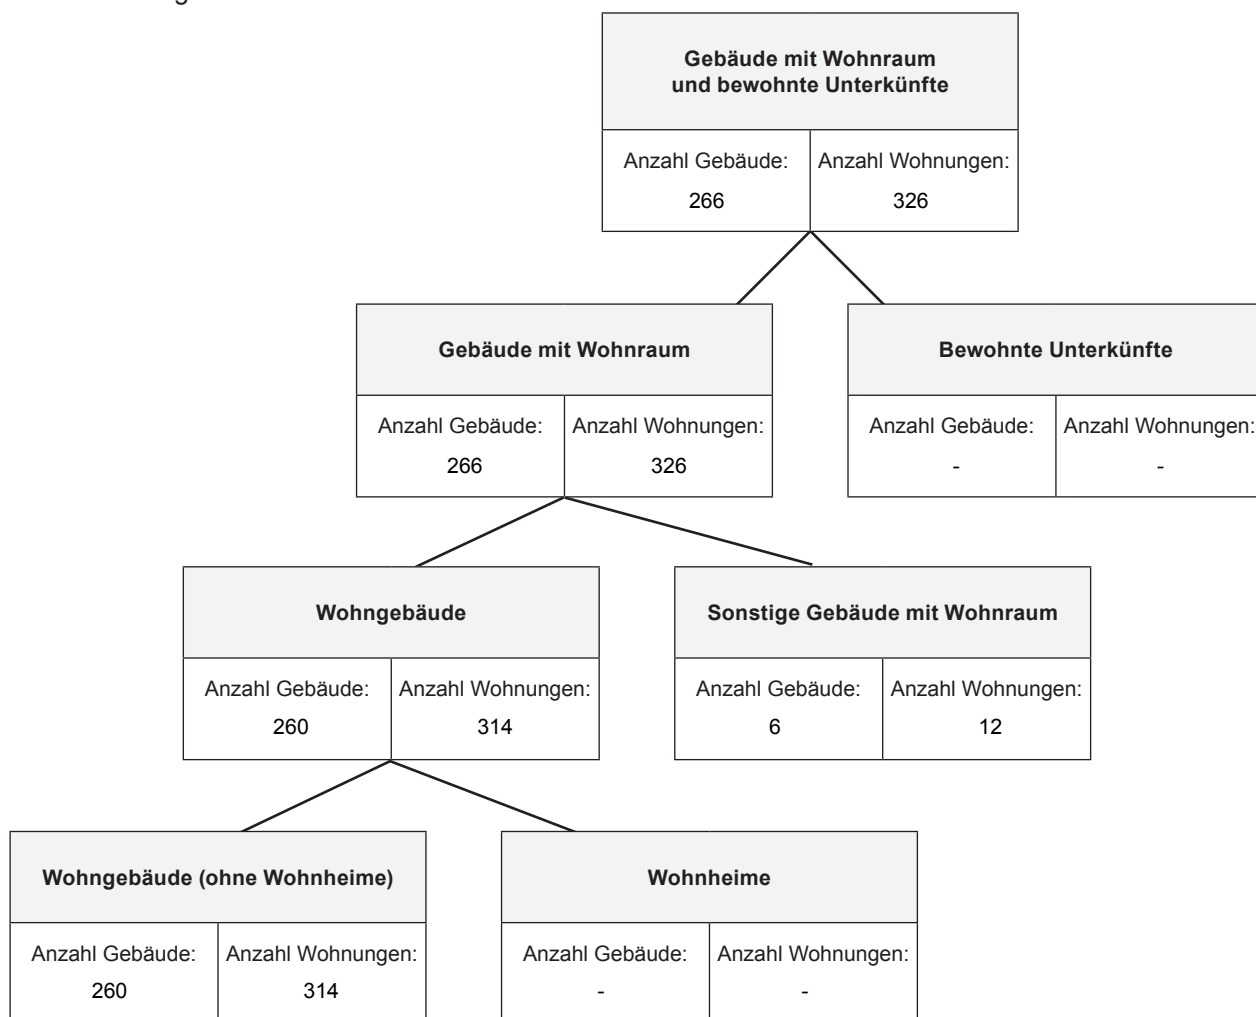 Gebäude mit Wohnraum
und bewohnte Unterkünfte
Anzahl Gebäude: Anzahl Wohnungen:
266 326
Gebäude mit Wohnraum
Bewohnte Unterkünfte
Anzahl Gebäude: Anzahl Wohnungen:
266 326
Anzahl Gebäude: Anzahl Wohnungen:
- -
Wohngebäude
Sonstige Gebäude mit Wohnraum
Anzahl Gebäude: Anzahl Wohnungen:
260 314
Anzahl Gebäude: Anzahl Wohnungen:
6 12
Wohngebäude (ohne Wohnheime)
Wohnheime
Anzahl Gebäude: Anzahl Wohnungen:
260 314
Anzahl Gebäude: Anzahl Wohnungen:
- -